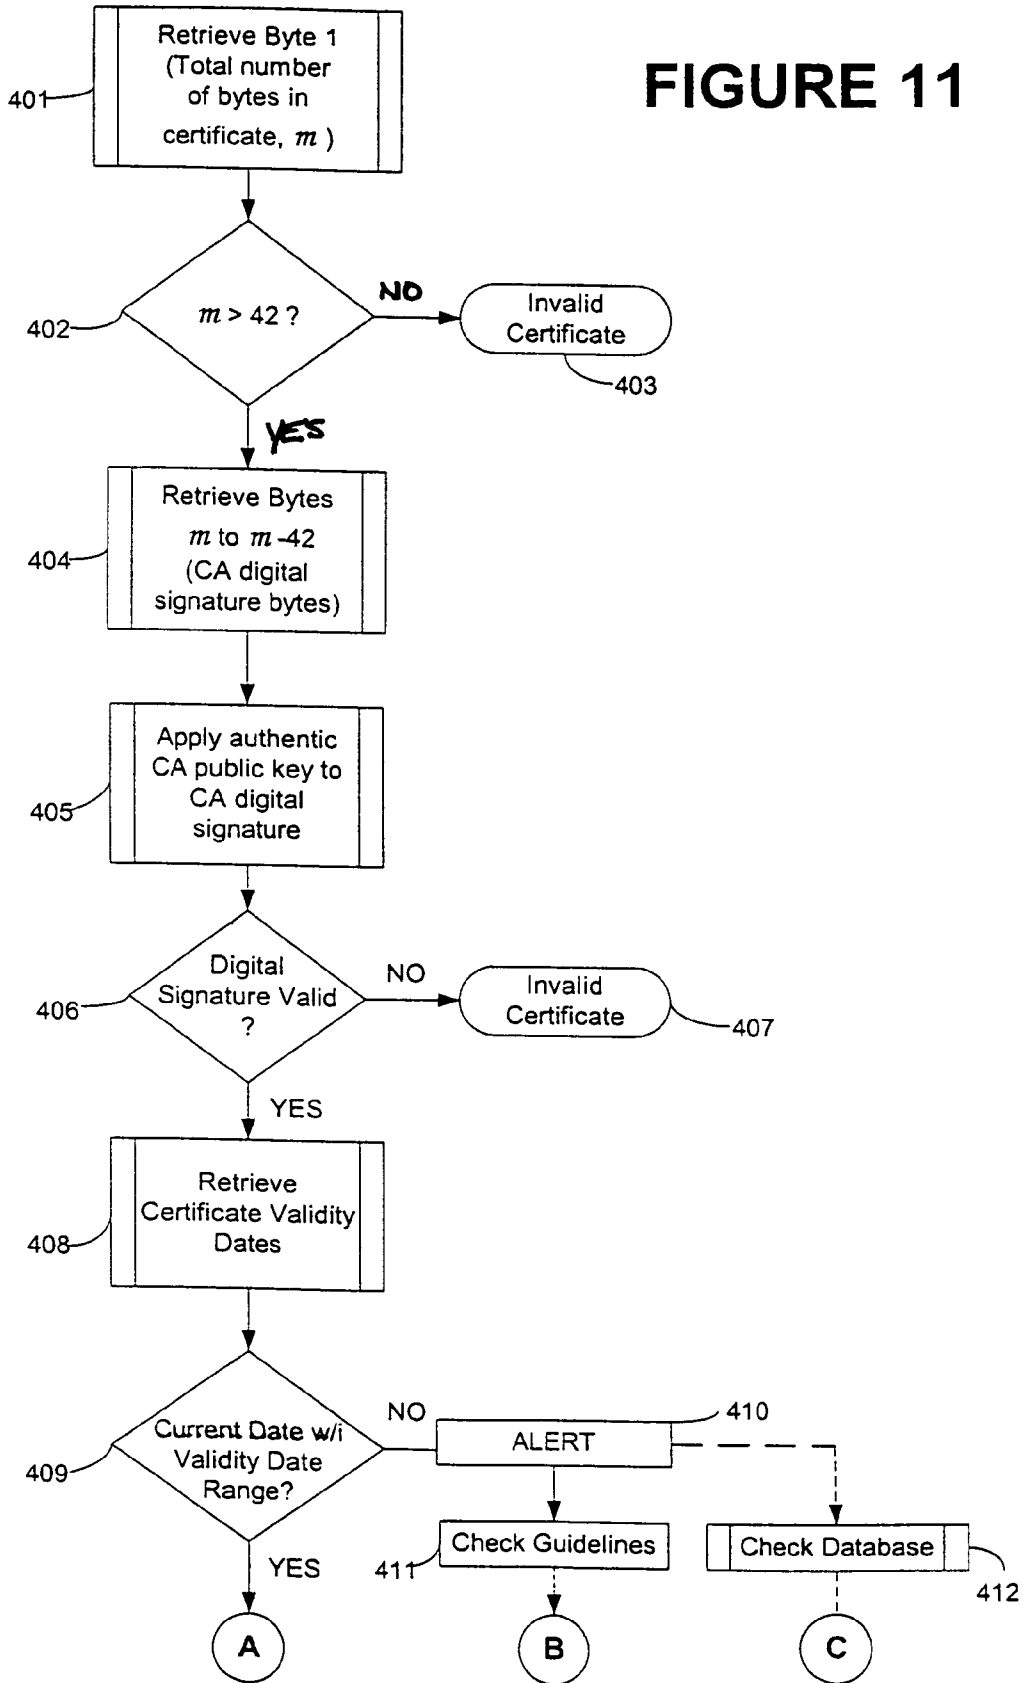 FIGURE 11
Retrieve Byte 1
(Total number
of bytes in
certificate, m )
401
m > 42 ?
402
NO
Invalid
Certificate
403
YES
Retrieve Bytes
m to m -42
(CA digital
signature bytes)
404
Apply authentic
CA public key to
CA digital
signature
405
Digital
Signature Valid
?
406
NO
Invalid
Certificate
407
YES
Retrieve
Certificate Validity
Dates
408
Current Date w/i
Validity Date
Range?
409
NO
ALERT
410
Check Guidelines
411
Check Database
412
YES
A
B
C